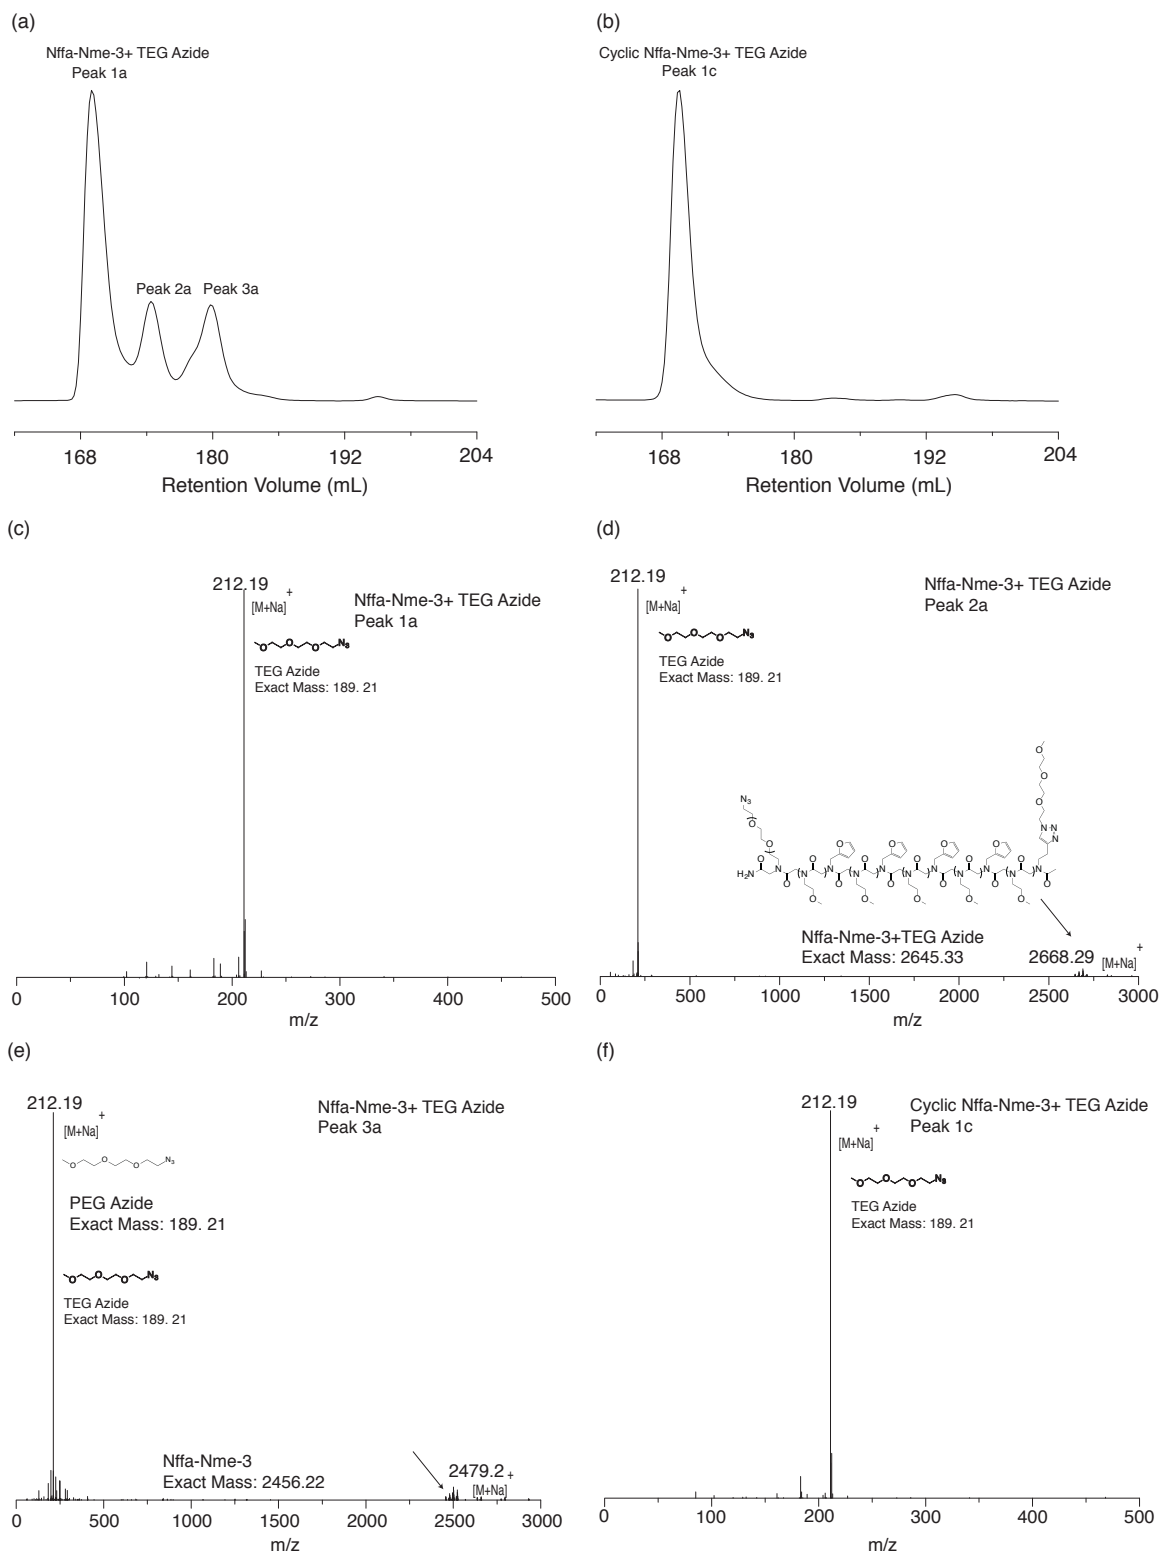 (a)
Nffa-Nme-3+ TEG Azide
Peak 1a
Peak 2a
Peak 3a
168
180
192
204
Retention Volume (mL)
(b)
Cyclic Nffa-Nme-3+ TEG Azide
Peak 1c
168
180
192
204
Retention Volume (mL)
(c)
212.19
[M+Na]+
Nffa-Nme-3+ TEG Azide
Peak 1a
O O O N3
TEG Azide
Exact Mass: 189. 21
0
100
200
300
400
500
m/z
(d)
212.19
[M+Na]+
Nffa-Nme-3+ TEG Azide
Peak 2a
O O O N3
TEG Azide
Exact Mass: 189. 21
Nffa-Nme-3+TEG Azide
Exact Mass: 2645.33
2668.29
[M+Na]+
0
500
1000
1500
2000
2500
3000
m/z
(e)
212.19
[M+Na]+
Nffa-Nme-3+ TEG Azide
Peak 3a
O O O N3
PEG Azide
Exact Mass: 189. 21
O O O N3
TEG Azide
Exact Mass: 189. 21
Nffa-Nme-3
Exact Mass: 2456.22
2479.2
[M+Na]+
0
500
1000
1500
2000
2500
3000
m/z
(f)
212.19
[M+Na]+
Cyclic Nffa-Nme-3+ TEG Azide
Peak 1c
O O O N3
TEG Azide
Exact Mass: 189. 21
0
100
200
300
400
500
m/z